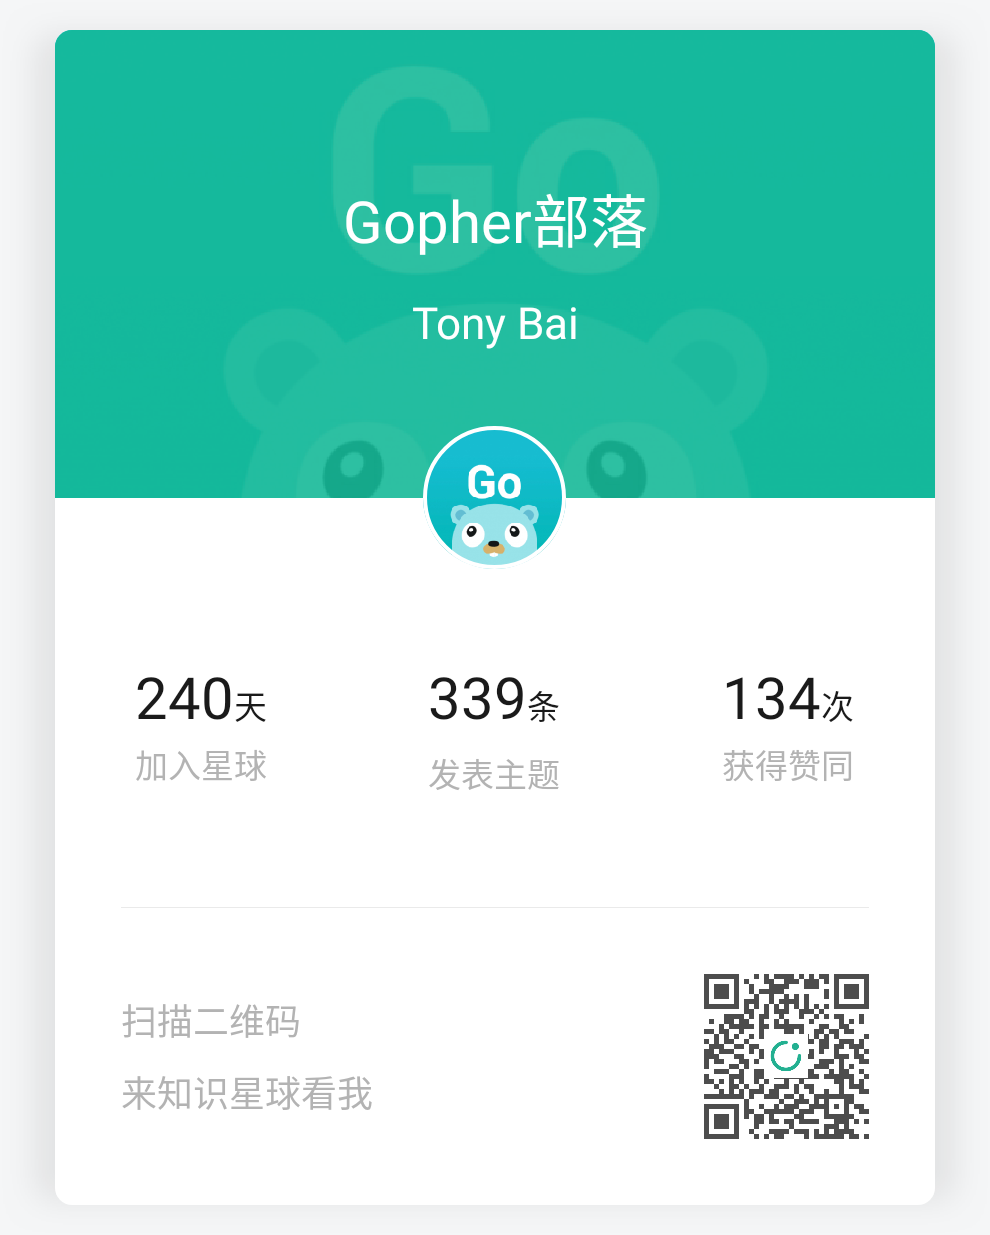 Go
Gopher部落
Tony Bai
Go
240天
339条
134次
加入星球
发表主题
获得赞同
扫描二维码
来知识星球看我